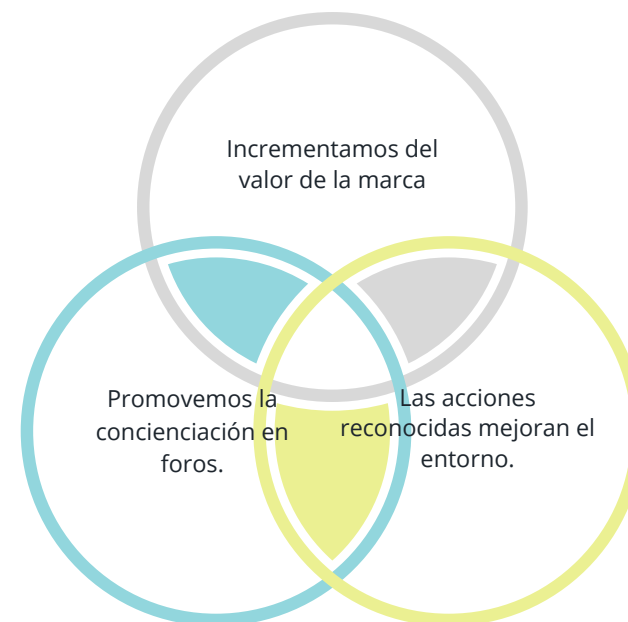 Incrementamos del
valor de la marca
Promovemos la
concienciación en
foros.
Las acciones
reconocidas mejoran el
entorno.